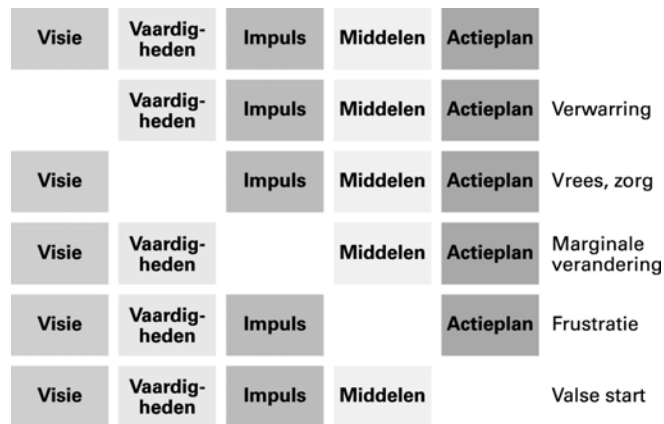 Visie Vaardig-heden Impuls Middelen Actieplan
Vaardig-heden Impuls Middelen Actieplan Verwarring
Visie Impuls Middelen Actieplan Vrees, zorg
Visie Vaardig-heden Middelen Actieplan Marginale verandering
Visie Vaardig-heden Impuls Actieplan Frustratie
Visie Vaardig-heden Impuls Middelen Valse start